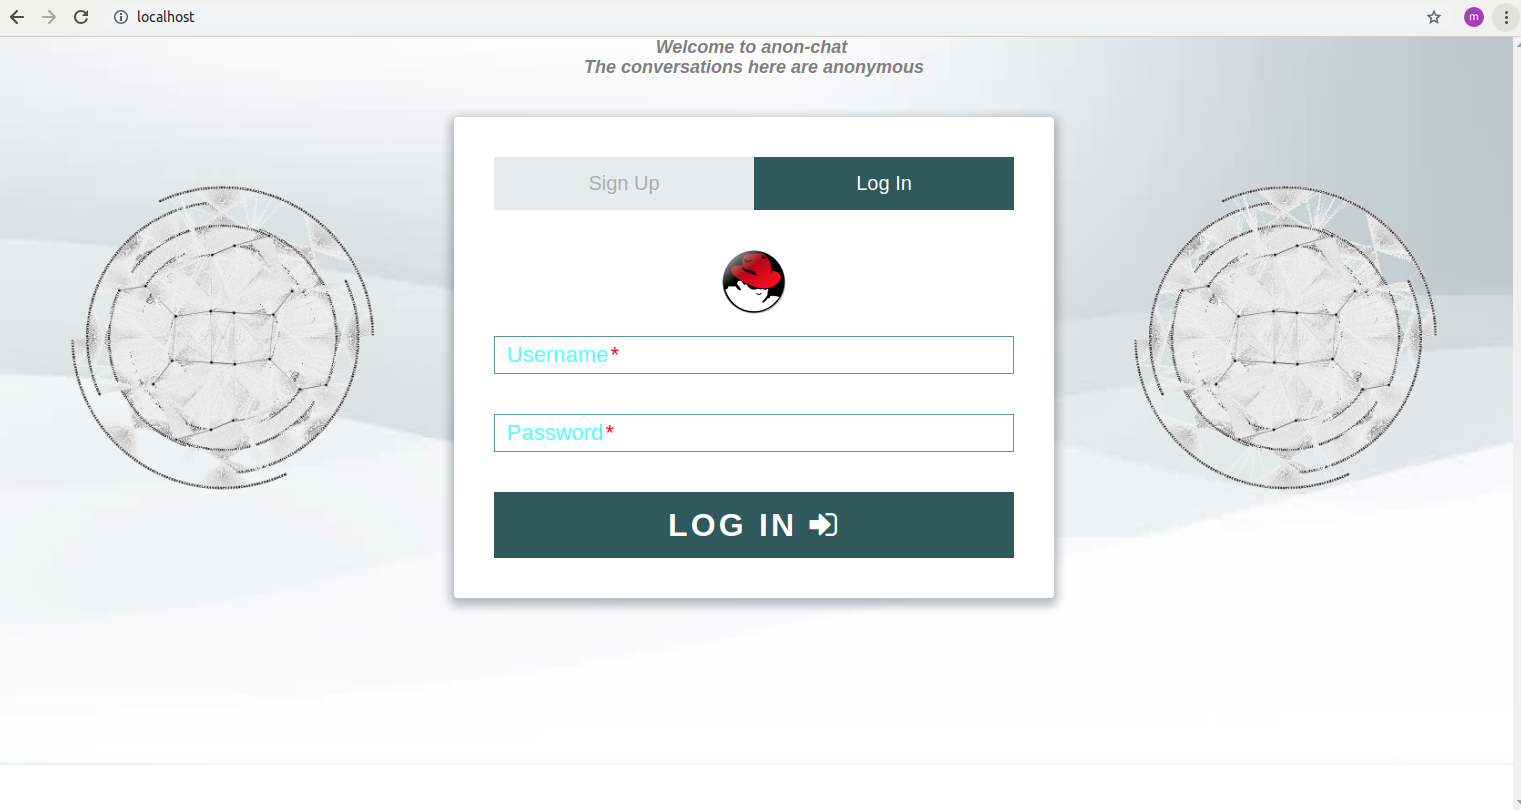 localhost
m
Welcome to anon-chat
The conversations here are anonymous
Sign Up
Log In
Username*
Password*
LOG IN